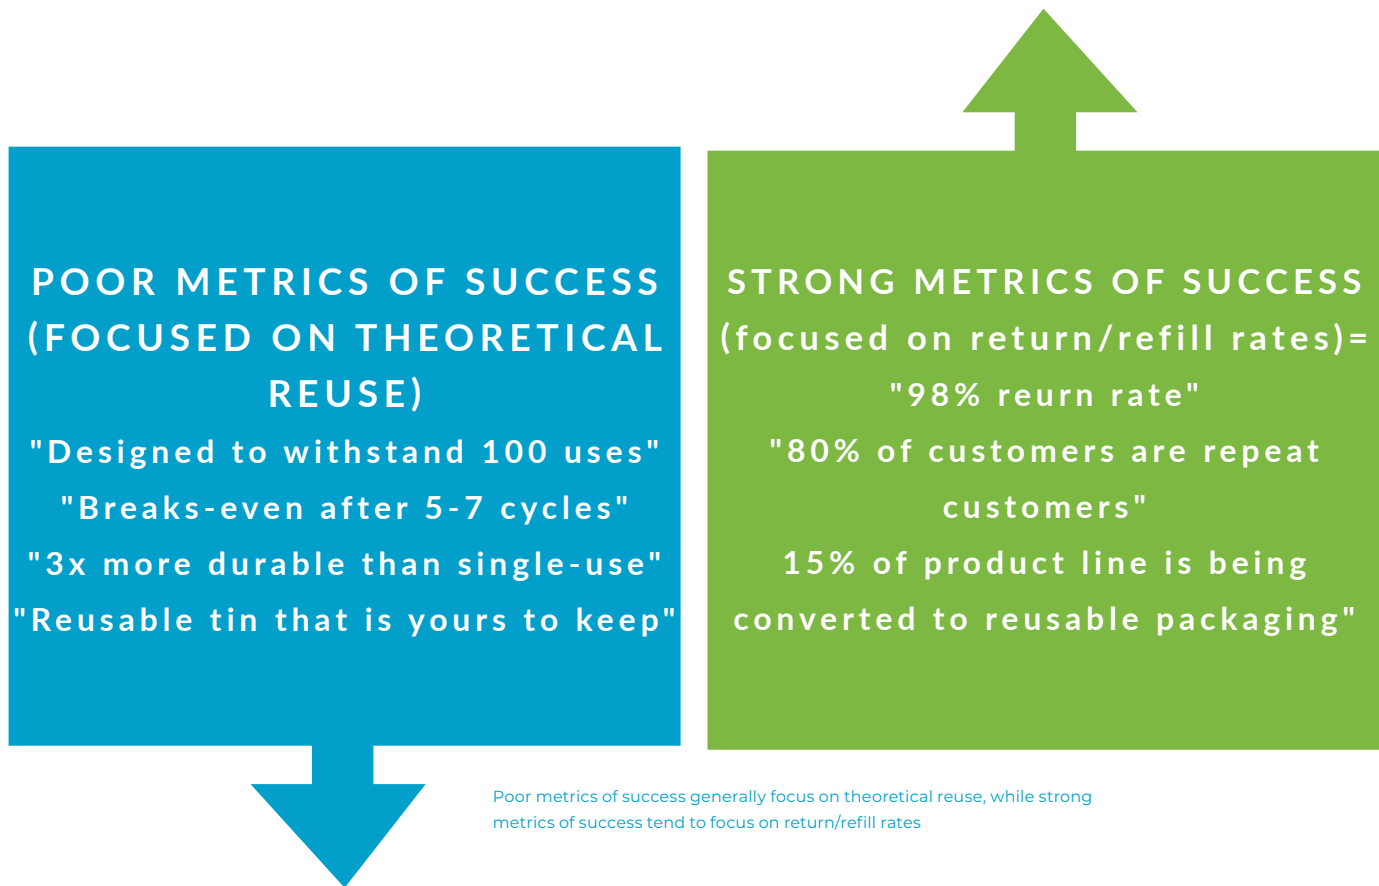 POOR METRICS OF SUCCESS
(FOCUSED ON THEORETICAL
REUSE)
"Designed to withstand 100 uses"
"Breaks-even after 5-7 cycles"
"3x more durable than single-use"
"Reusable tin that is yours to keep"
STRONG METRICS OF SUCCESS
(focused on return/refill rates)=
"98% reurn rate"
"80% of customers are repeat
customers"
15% of product line is being
converted to reusable packaging"
Poor metrics of success generally focus on theoretical reuse, while strong
metrics of success tend to focus on return/refill rates